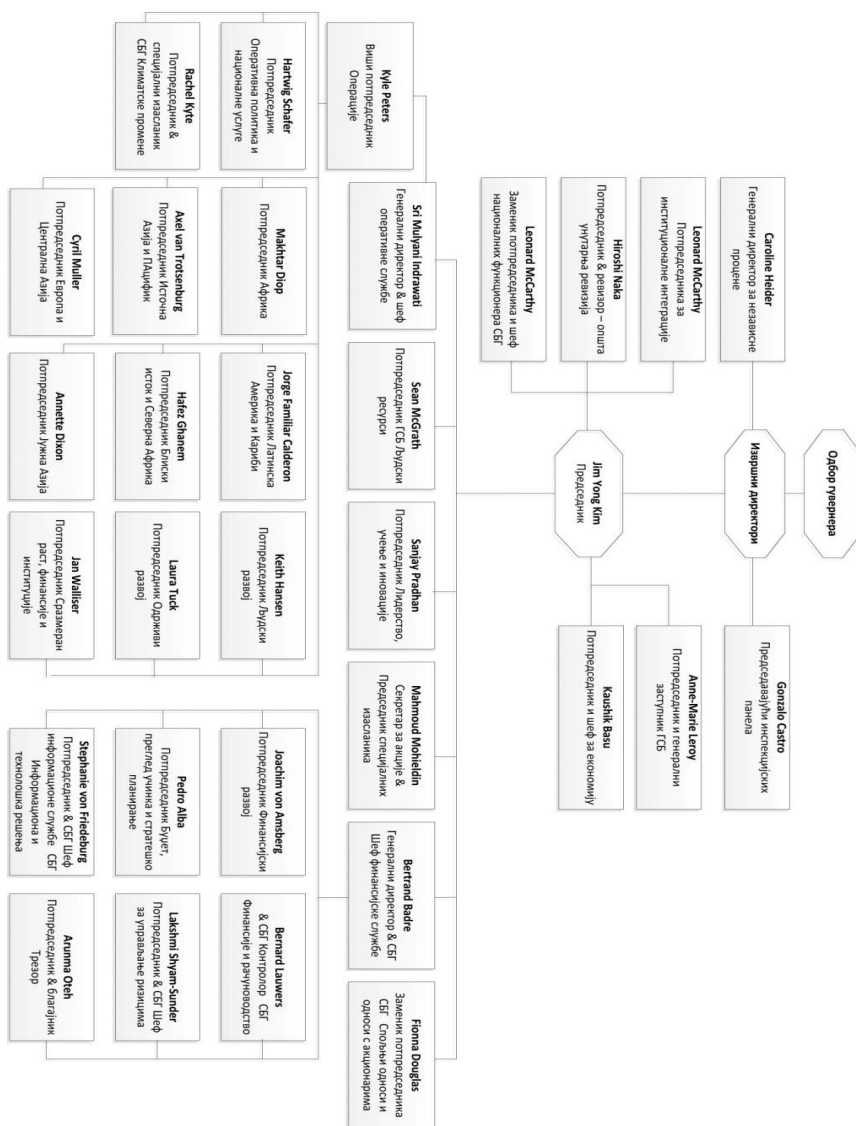 Одбор гувернера
Извршни директори
Caroline Heider
Генерални директор за независне
процене
Gonzalo Castro
Председавајући инспекцијских
панела
Leonard McCarthy
Потпредседника за
институционалне интеграције
Anne-Marie Leroy
Потпредседник и генерални
заступник ГСБ
Hiroshi Naka
Потпредседник & ревизор – општа
унутарња ревизија
Jim Yong Kim
Председник
Kaushik Basu
Потпредседник и шеф за економију
Leonard McCarthy
Заменик потпредседника и шеф
националних функционера СБГ
Sri Mulyani Indrawati
Генерални директор & шеф
оперативне службе
Sean McGrath
Потпредседник ГСБ Људски
ресурси
Sanjay Pradhan
Потпредседник Лидерство,
учење и иновације
Mahmoud Mohieldin
Секретар за акције &
Председник специјалних
изасланика
Bertrand Badre
Генерални директор & СБГ
Шеф финансијске службе
Fionna Douglas
Заменик потпредседника
СБГ Спољњи односи и
односи с акционарима
Kyle Peters
Виши потпредседник
Операције
Hartwig Schafer
Потпредседник
Оперативна политика и
националне услуге
Makhtar Diop
Потпредседник Африка
Jorge Familiar Calderon
Потпредседник Латинска
Америка и Кариби
Keith Hansen
Потпредседник Људски
развој
Joachim von Amsberg
Потпредседник Финансијски
развој
Bernard Lauwers
& СБГ Контролор СБГ
Финансије и рачуноводство
Rachel Kyte
Потпредседник &
специјални изасланик
СБГ Климатске промене
Axel van Trotsenburg
Потпредседник Источна
Азија и ПАцифик
Hafez Ghanem
Потпредседник Блиски
исток и Северна Африка
Laura Tuck
Потпредседник Одрживи
развој
Pedro Alba
Потпредседник Буџет,
преглед учинка и стратешко
планирање
Lakshmi Shyam-Sunder
Потпредседник & СБГ Шеф
за управљање ризицима
Cyril Muller
Потпредседник Европа и
Централна Азија
Annette Dixon
Потпредседник Јужна Азија
Jan Walliser
Потпредседник Сразмеран
раст, финансије и
институције
Stephanie von Friedeburg
Потпредседник & СБГ Шеф
информационе службе СБГ
Информациона и
технолошка решења
Arunma Oteh
Потпредседник & благајник
Трезор